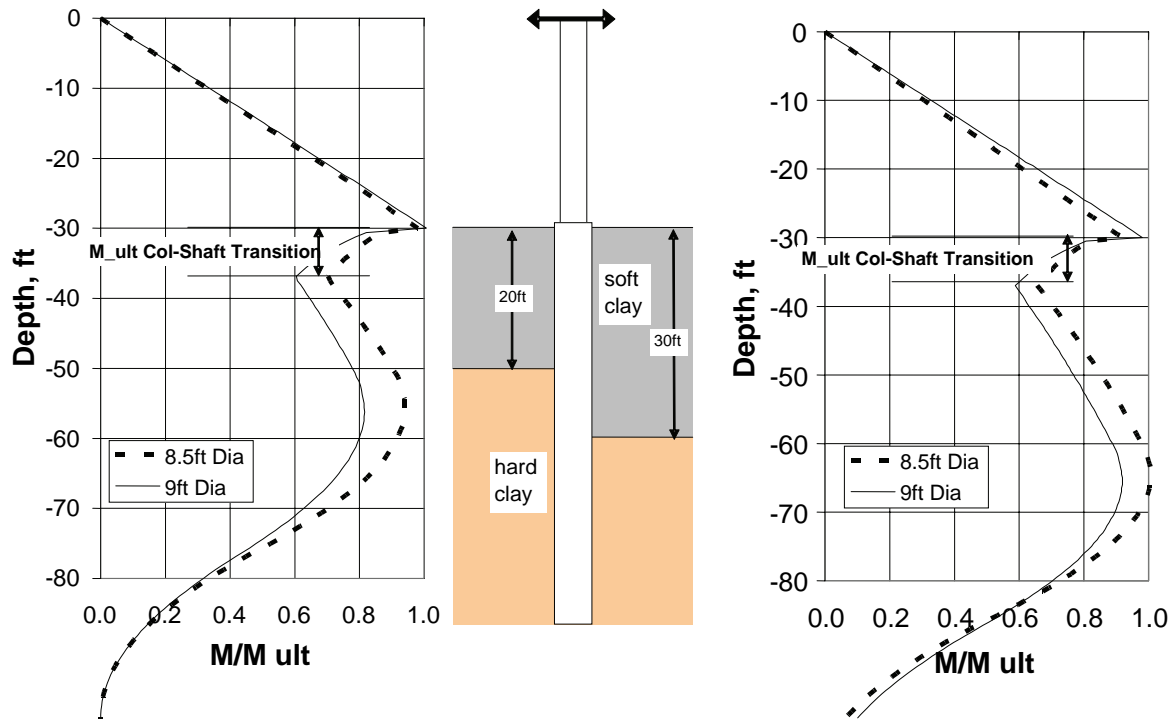 0
-10
-20
-30
-40
-50
-60
-70
-80
Depth, ft
M_ult Col-Shaft Transition
8.5ft Dia
9ft Dia
0.0 0.2 0.4 0.6 0.8 1.0
M/M ult
20ft
soft
clay
30ft
hard
clay
0
-10
-20
-30
-40
-50
-60
-70
-80
Depth, ft
M_ult Col-Shaft Transition
8.5ft Dia
9ft Dia
0.0 0.2 0.4 0.6 0.8 1.0
M/M ult